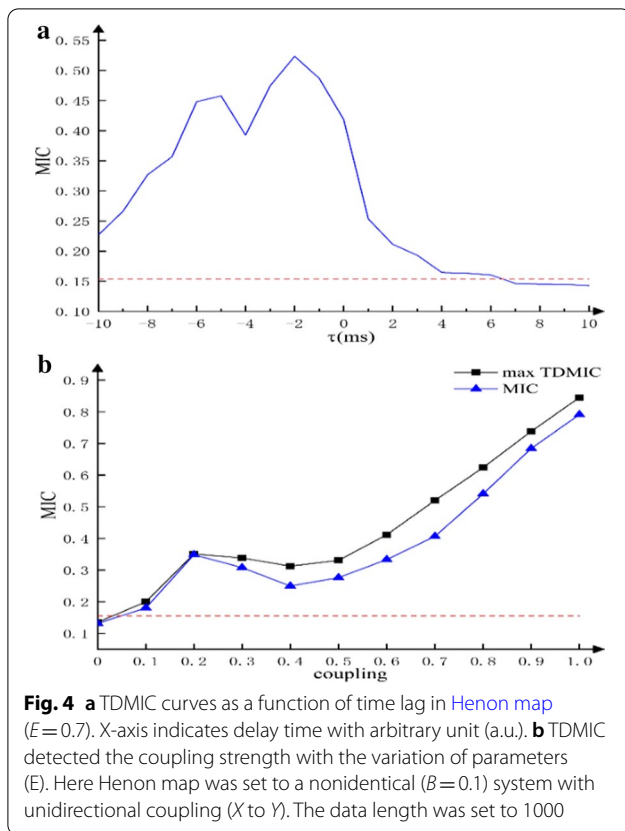 a
0.55
0.50
0.45
0.40
0.35
0.30
0.25
0.20
0.15
0.10
MIC
-10 -8 -6 -4 -2 0 2 4 6 8 10
τ(ms)
b
max TDMIC
MIC
0.9
0.8
0.7
0.6
0.5
0.4
0.3
0.2
0.1
MIC
0 0.1 0.2 0.3 0.4 0.5 0.6 0.7 0.8 0.9 1.0
coupling
Fig. 4 a TDMIC curves as a function of time lag in Henon map
(E = 0.7). X-axis indicates delay time with arbitrary unit (a.u.). b TDMIC
detected the coupling strength with the variation of parameters
(E). Here Henon map was set to a nonidentical (B = 0.1) system with
unidirectional coupling (X to Y). The data length was set to 1000